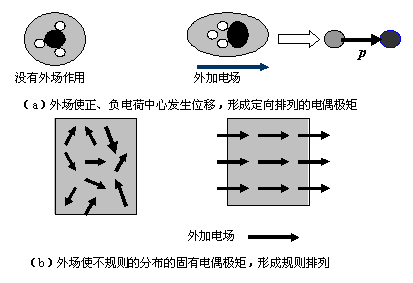 没有外场作用
外加电场
p
（a）外场使正、负电荷中心发生位移，形成定向排列的电偶极矩
外加电场
（b）外场使不规则的分布的固有电偶极矩，形成规则排列